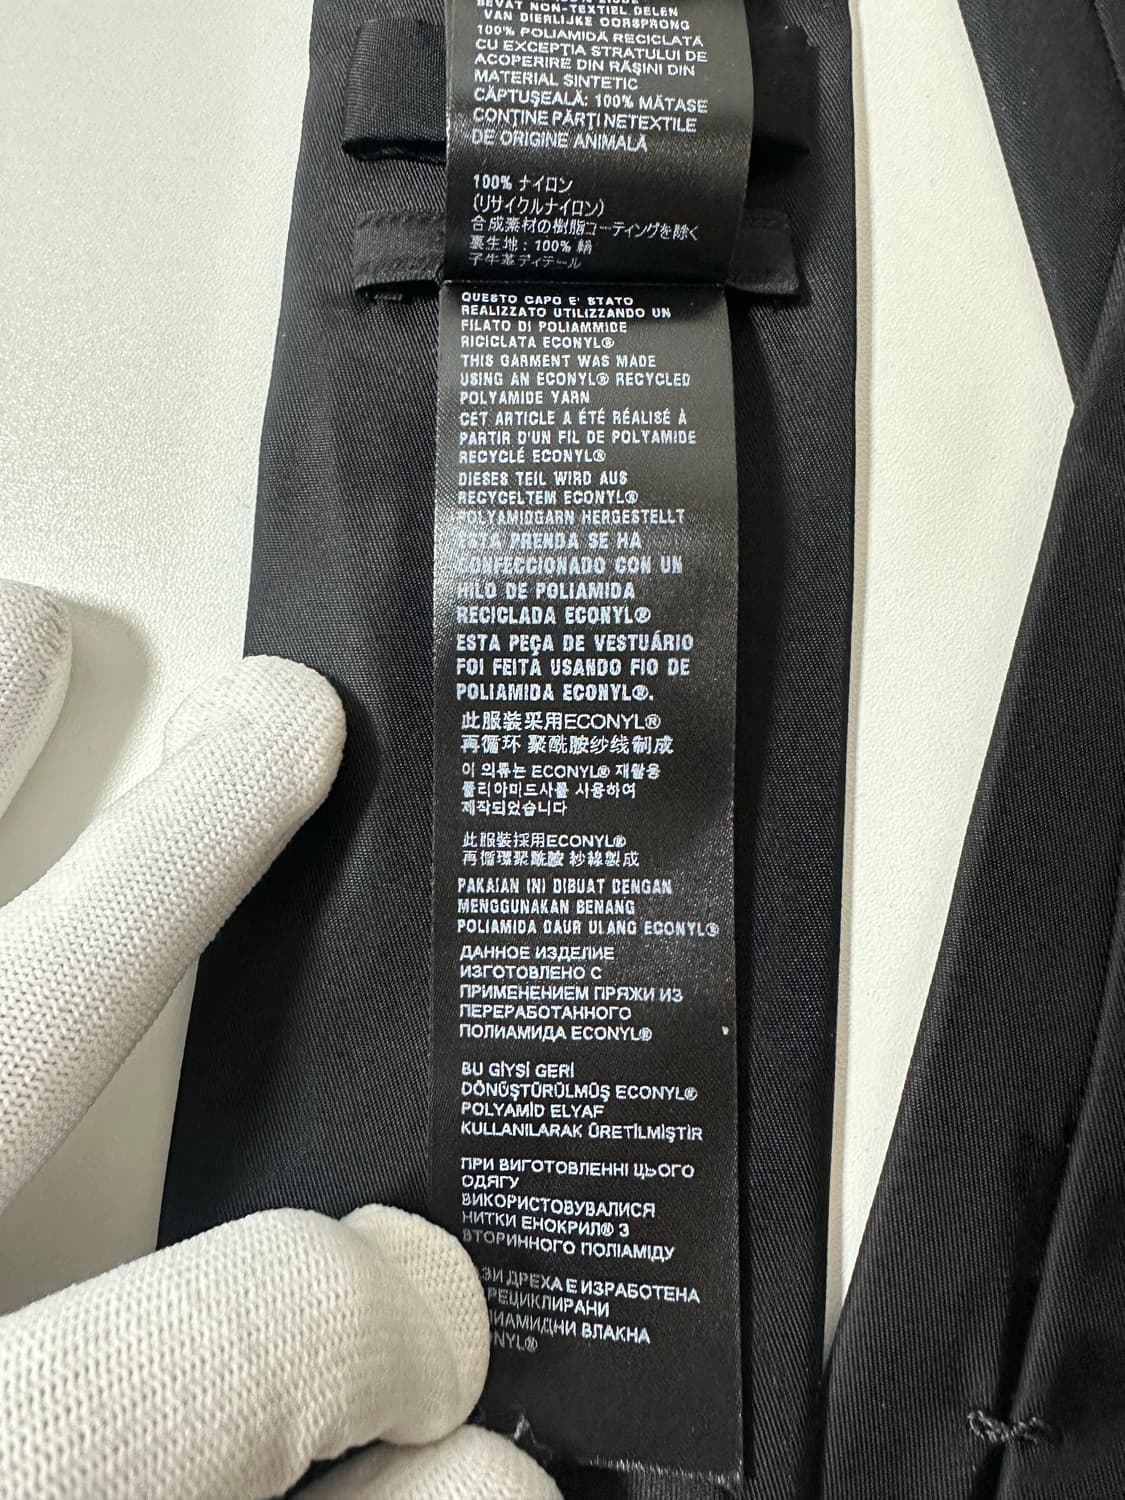 BEVAT NON-TEXTIEL DELEN
VAN DIERLIJKE OORSPRONG
100% POLIAMIDĂ RECICLATĂ
CU EXCEPȚIA STRATULUI DE
ACOPERIRE DIN RĂȘINI DIN
MATERIAL SINTETIC
CĂPTUȘEALĂ: 100% MĂTASE
CONȚINE PĂRȚI NETEXTILE
DE ORIGINE ANIMALĂ
100% ナイロン
(リサイクルナイロン)
合成素材の樹脂コーティングを除く
裏生地: 100% 絹
子牛革ディテール
QUESTO CAPO E' STATO
REALIZZATO UTILIZZANDO UN
FILATO DI POLIAMMIDE
RICICLATA ECONYL®
THIS GARMENT WAS MADE
USING AN ECONYL® RECYCLED
POLYAMIDE YARN
CET ARTICLE A ÉTÉ RÉALISÉ À
PARTIR D'UN FIL DE POLYAMIDE
RECYCLÉ ECONYL®
DIESES TEIL WIRD AUS
RECYCELTEM ECONYL®
POLYAMIDGARN HERGESTELLT
ESTA PRENDA SE HA
CONFECCIONADO CON UN
HILO DE POLIAMIDA
RECICLADA ECONYL®
ESTA PEÇA DE VESTUÁRIO
FOI FEITA USANDO FIO DE
POLIAMIDA ECONYL®.
此服装采用ECONYL®
再循环 聚酰胺纱线制成
이 의류는 ECONYL® 재활용
폴리아미드사를 사용하여
제작되었습니다
此服裝採用ECONYL®
再循環聚酰胺 紗線製成
PAKAIAN INI DIBUAT DENGAN
MENGGUNAKAN BENANG
POLIAMIDA DAUR ULANG ECONYL®
ДАННОЕ ИЗДЕЛИЕ
ИЗГОТОВЛЕНО С
ПРИМЕНЕНИЕМ ПРЯЖИ ИЗ
ПЕРЕРАБОТАННОГО
ПОЛИАМИДА ECONYL®
BU GİYSİ GERİ
DÖNÜŞTÜRÜLMÜŞ ECONYL®
POLYAMİD ELYAF
KULLANILARAK ÜRETİLMİŞTİR
ПРИ ВИГОТОВЛЕННІ ЦЬОГО
ОДЯГУ
ВИКОРИСТОВУВАЛИСЯ
НИТКИ ЕНОКРИЛ® З
ВТОРИННОГО ПОЛІАМІДУ
ДРЕХА Е ИЗРАБОТЕНА
ВЛАКНА